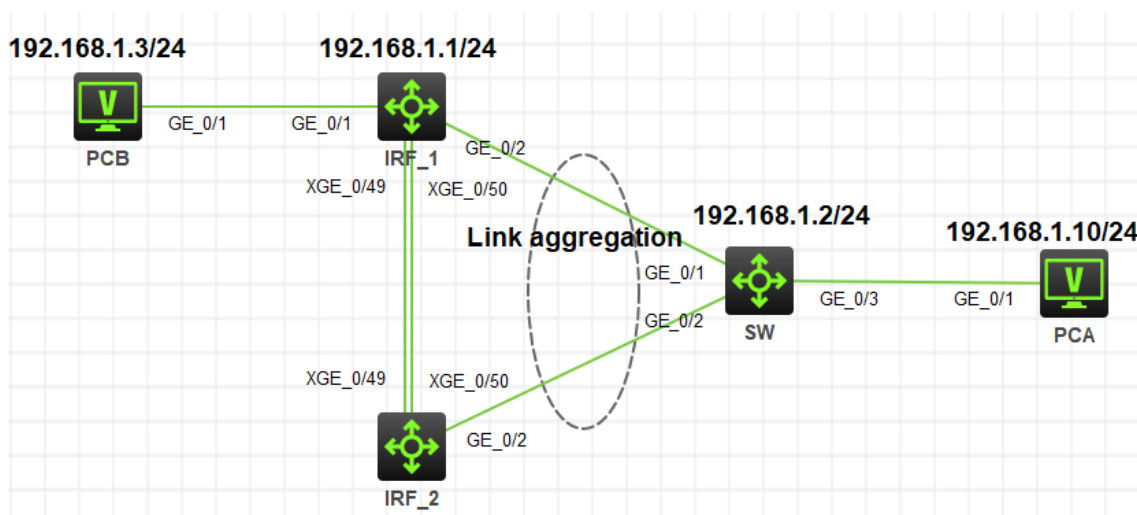 192.168.1.3/24
192.168.1.1/24
GE_0/1
GE_0/1
PCB
IRF_1
GE_0/2
XGE_0/49
XGE_0/50
192.168.1.2/24
192.168.1.10/24
Link aggregation
GE_0/1
GE_0/3
GE_0/1
GE_0/2
SW
PCA
XGE_0/49
XGE_0/50
GE_0/2
IRF_2